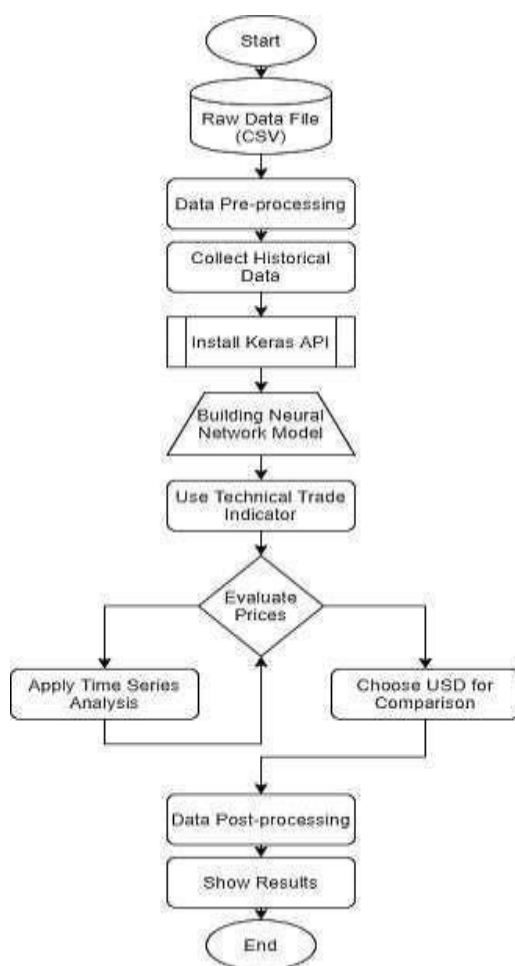 Start
Raw Data File
(CSV)
Data Pre-processing
Collect Historical
Data
Install Keras API
Building Neural
Network Model
Use Technical Trade
Indicator
Evaluate
Prices
Apply Time Series
Analysis
Choose USD for
Comparison
Data Post-processing
Show Results
End